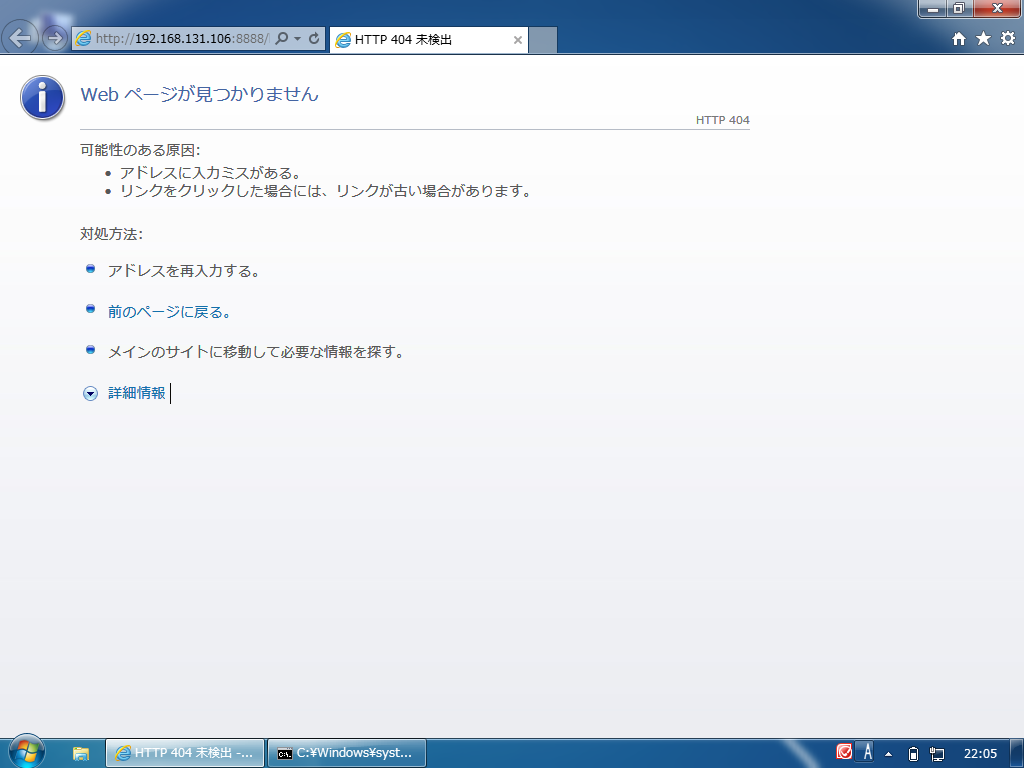 http://192.168.131.106:8888/
HTTP 404 未検出
Web ページが見つかりません
HTTP 404
可能性のある原因:
アドレスに入力ミスがある。
リンクをクリックした場合には、リンクが古い場合があります。
対処方法:
アドレスを再入力する。
前のページに戻る。
メインのサイトに移動して必要な情報を探す。
詳細情報
HTTP 404 未検出 -...
C:¥Windows¥syst...
A
22:05